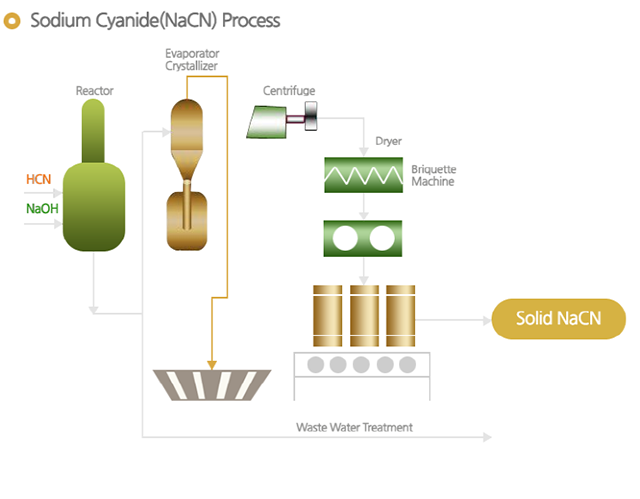 Sodium Cyanide(NaCN) Process
Evaporator
Crystallizer
Reactor
Centrifuge
Dryer
Briquette
Machine
HCN
NaOH
Solid NaCN
Waste Water Treatment